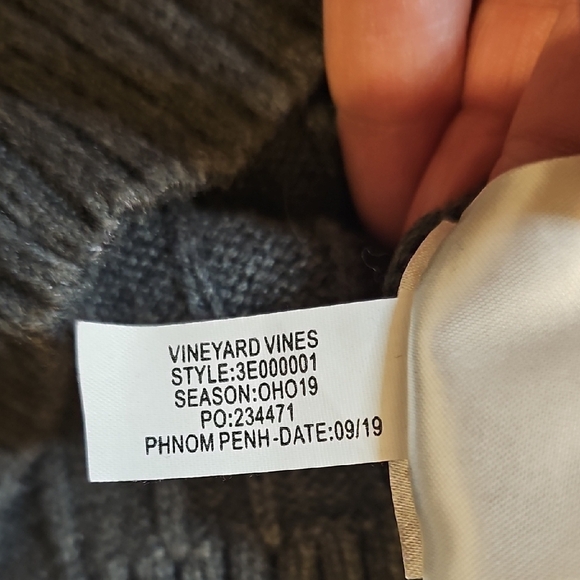 VINEYARD VINES
STYLE:3E000001
SEASON:OHO19
PO:234471
PHNOM PENH-DATE:09/19